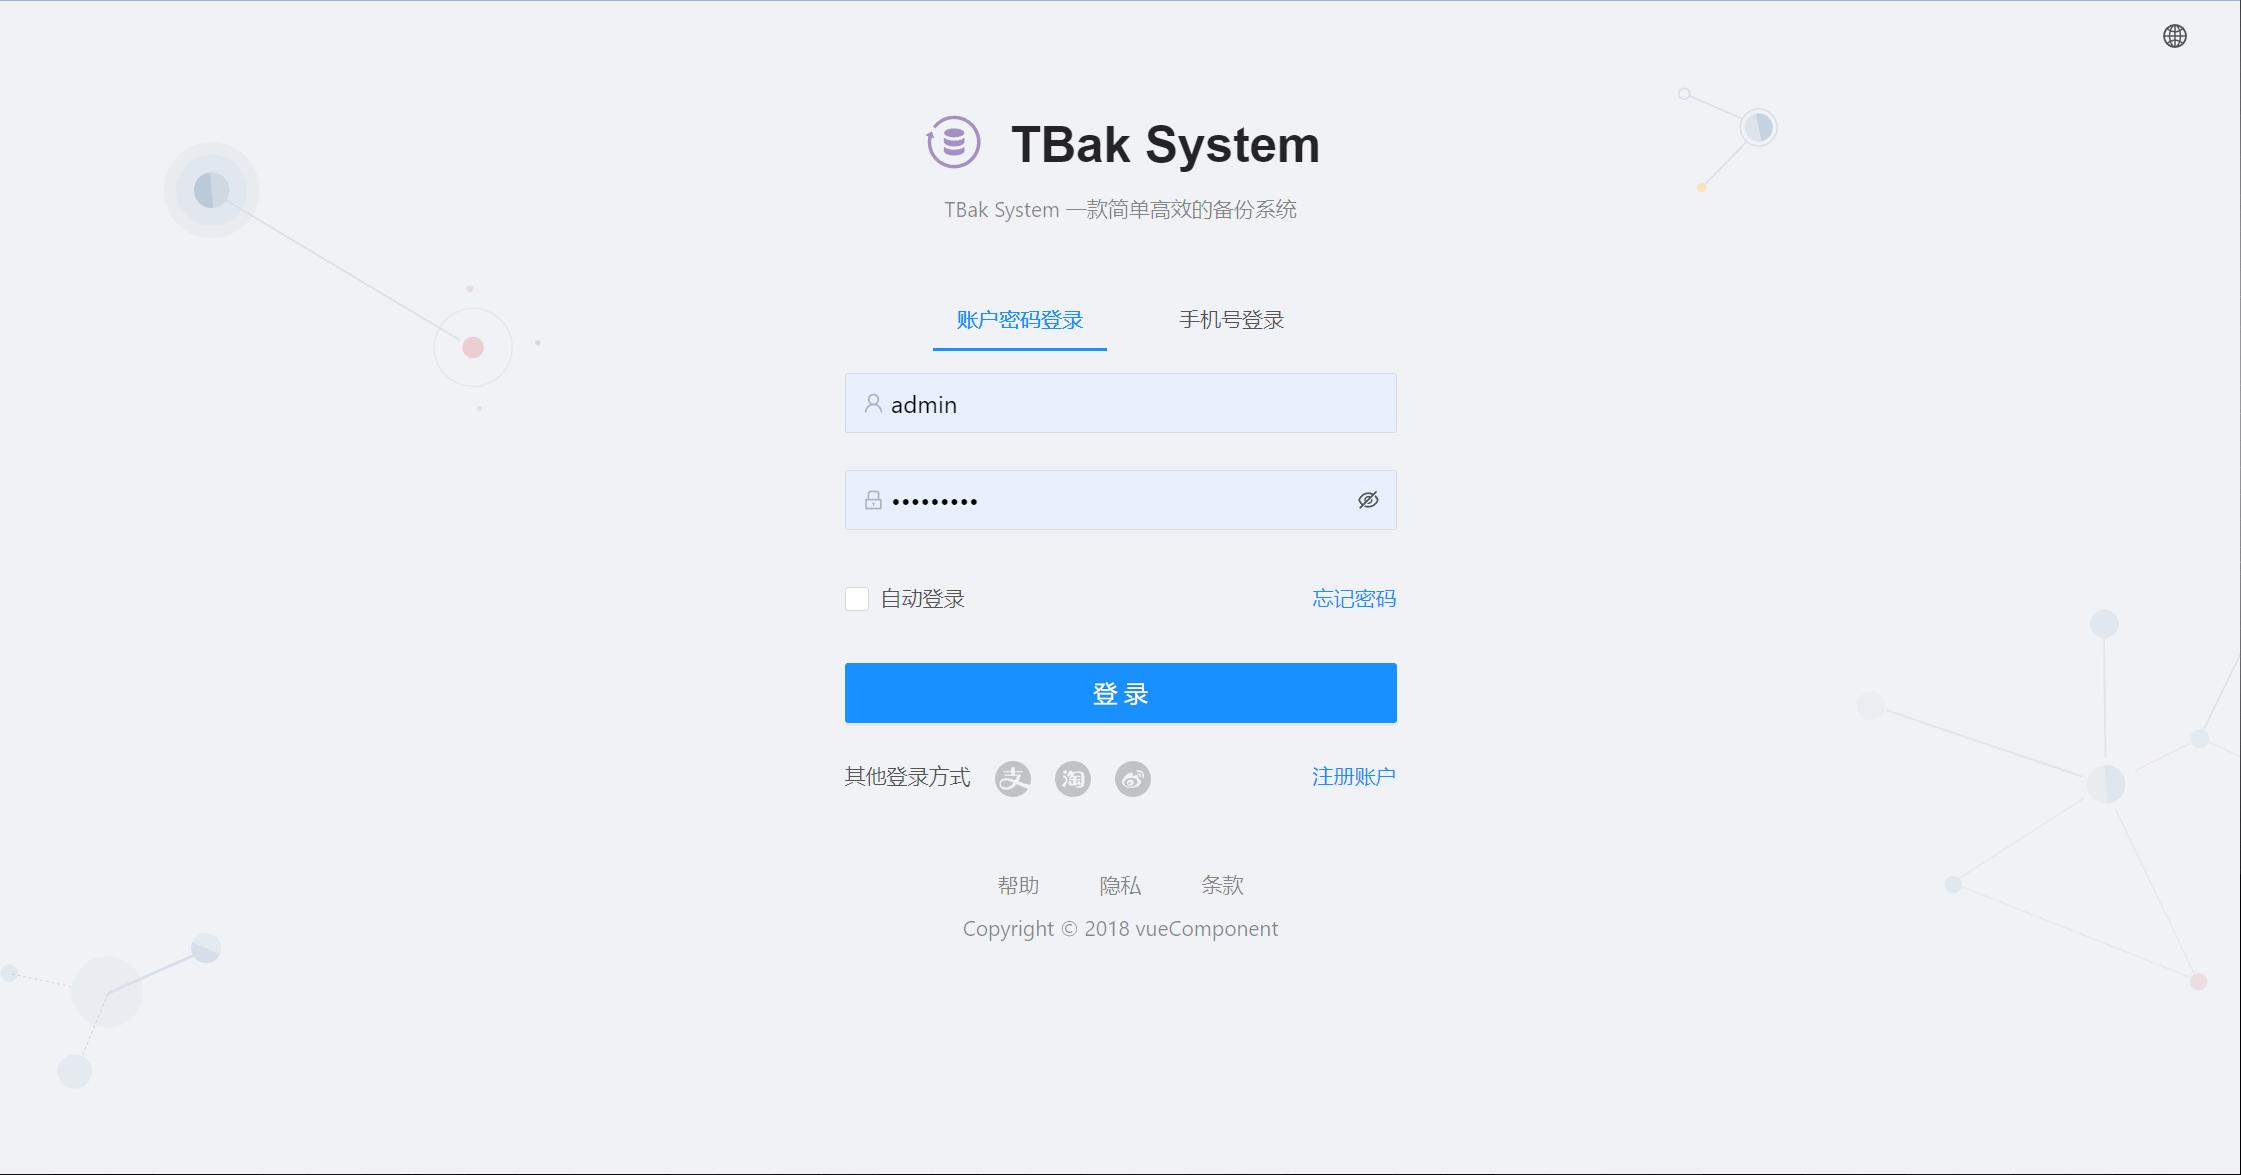 TBak System
TBak System 一款简单高效的备份系统
账户密码登录 手机号登录
admin
•••••••••
自动登录 忘记密码
登 录
其他登录方式 支 淘 注册账户
帮助 隐私 条款
Copyright © 2018 vueComponent